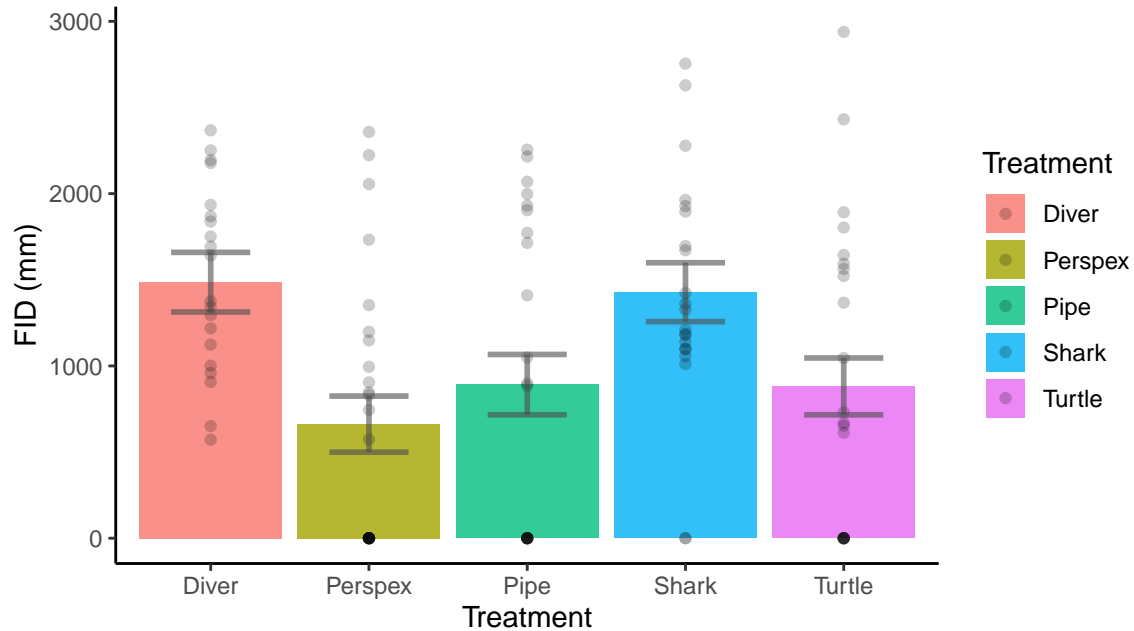 3000
2000
1000
0
FID (mm)
Diver
Perspex
Pipe
Shark
Turtle
Treatment
Treatment
Diver
Perspex
Pipe
Shark
Turtle